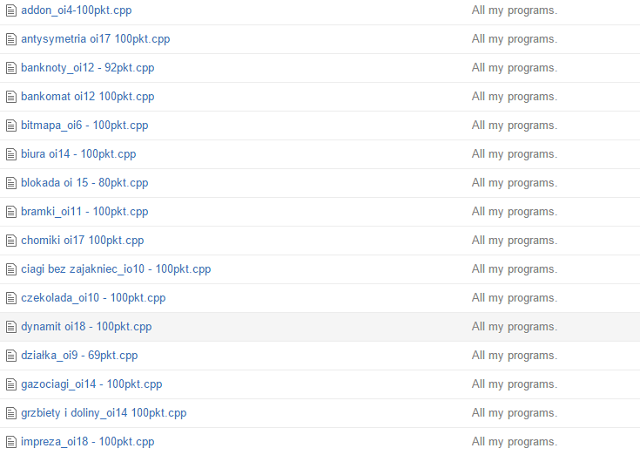 addon_oi4-100pkt.cpp All my programs.
antysymetria oi17 100pkt.cpp All my programs.
banknoty_oi12 - 92pkt.cpp All my programs.
bankomat oi12 100pkt.cpp All my programs.
bitmapa_oi6 - 100pkt.cpp All my programs.
biura oi14 - 100pkt.cpp All my programs.
blokada oi 15 - 80pkt.cpp All my programs.
bramki_oi11 - 100pkt.cpp All my programs.
chomiki oi17 100pkt.cpp All my programs.
ciagi bez zajakniec_io10 - 100pkt.cpp All my programs.
czekolada_oi10 - 100pkt.cpp All my programs.
dynamit oi18 - 100pkt.cpp All my programs.
działka_oi9 - 69pkt.cpp All my programs.
gazociagi_oi14 - 100pkt.cpp All my programs.
grzbiety i doliny_oi14 100pkt.cpp All my programs.
impreza_oi18 - 100pkt.cpp All my programs.